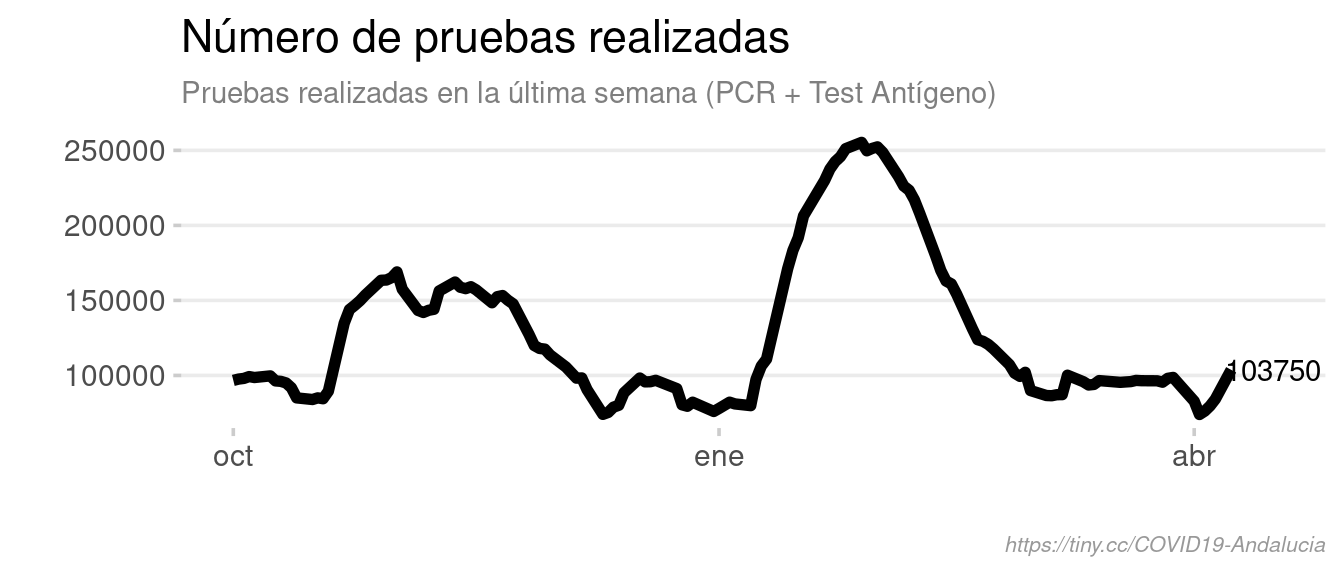 Número de pruebas realizadas
Pruebas realizadas en la última semana (PCR + Test Antígeno)
250000
200000
150000
100000
103750
oct ene abr
https://tiny.cc/COVID19-Andalucia